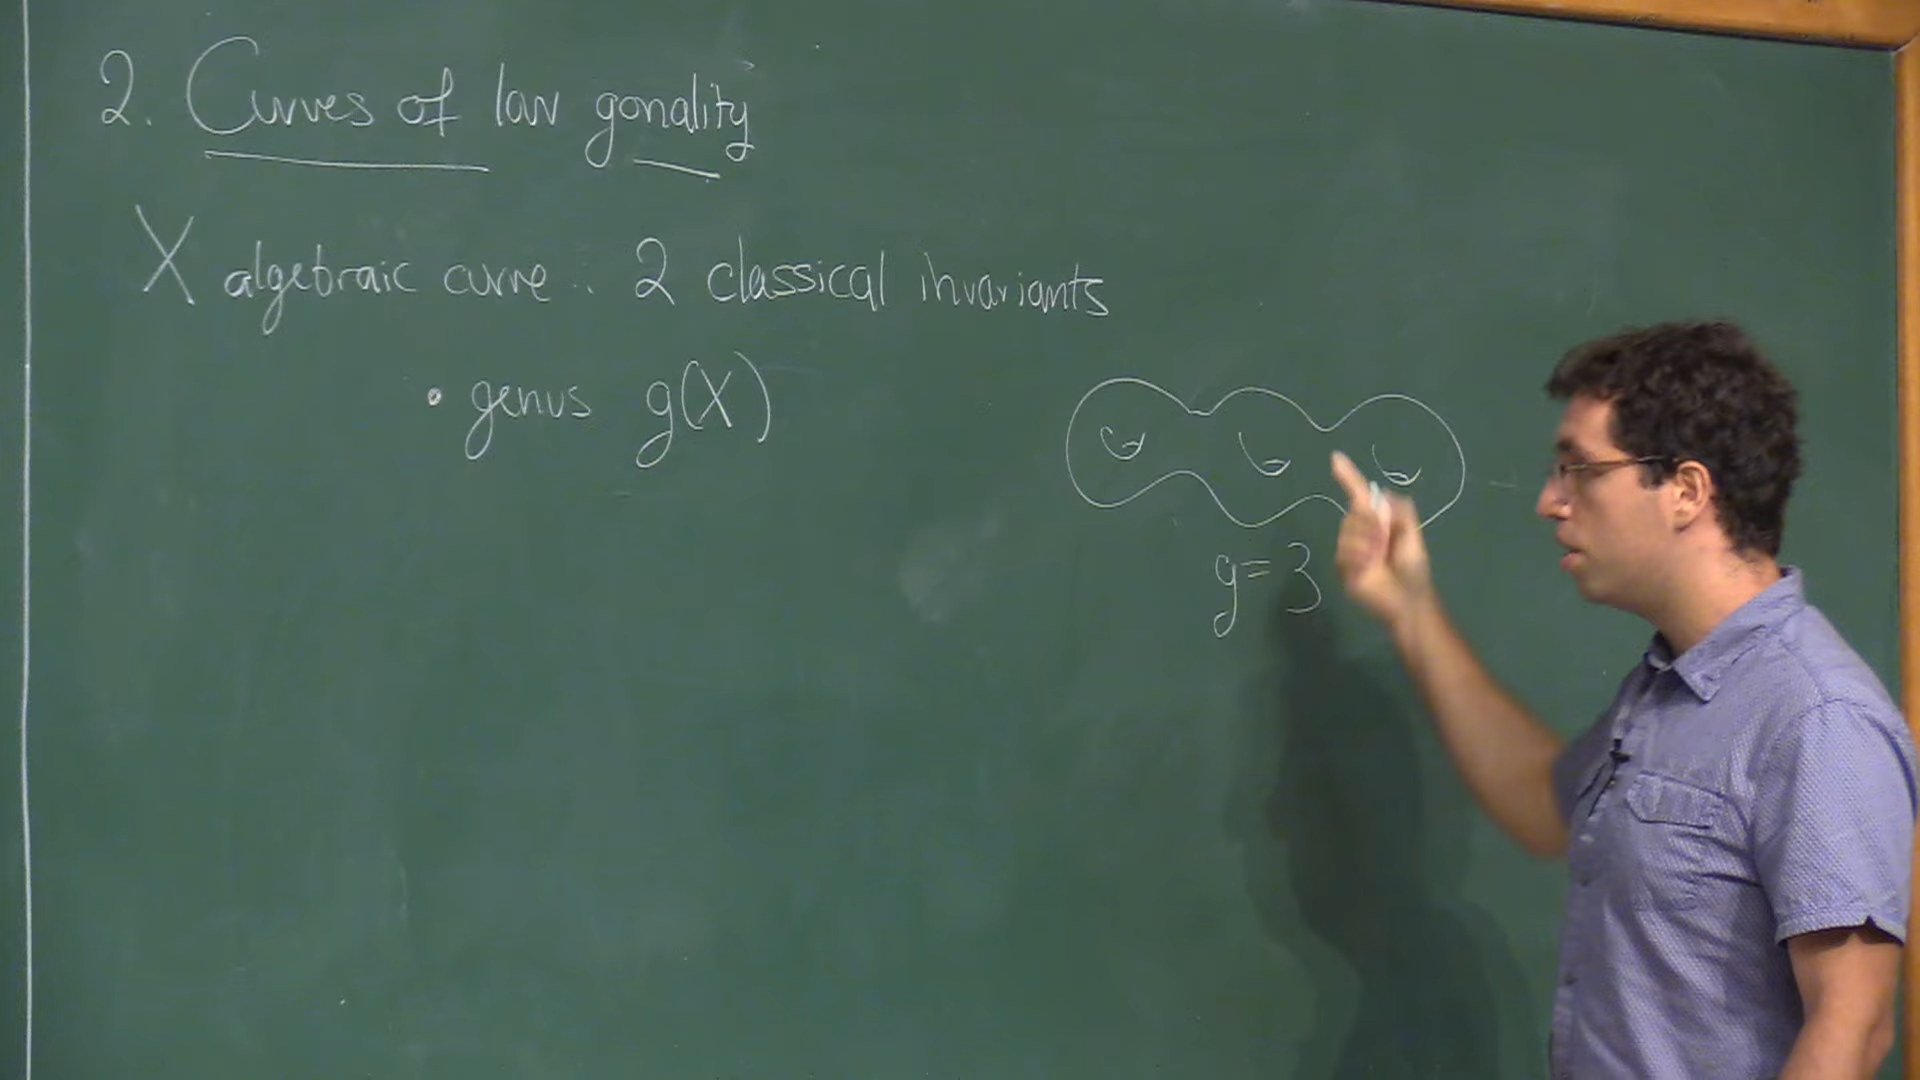 2. Curves of low gonality
X algebraic curve : 2 classical invariants
• genus g(X)
g=3